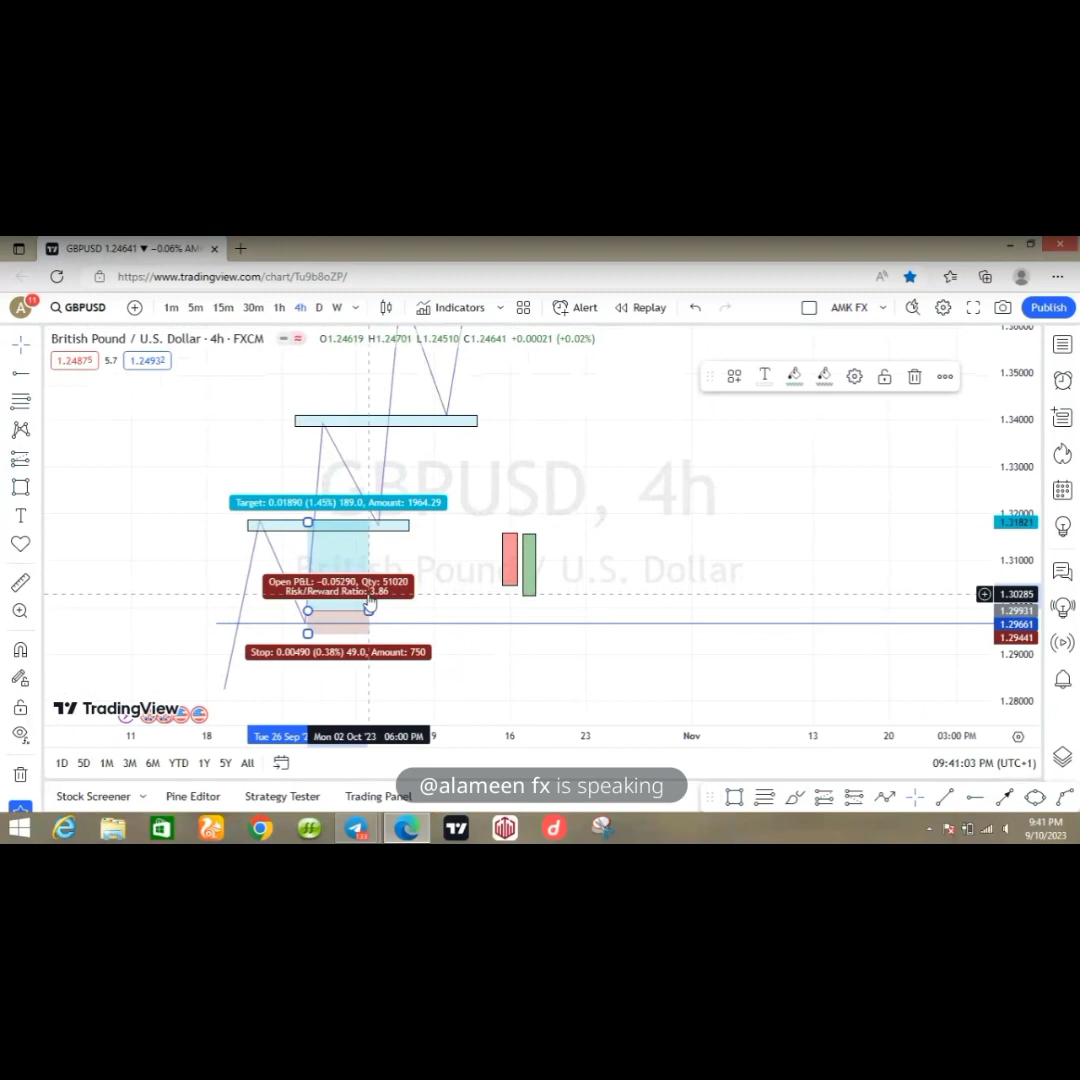 GBPUSD 1.24641 ▼ −0.06% AM
https://www.tradingview.com/chart/Tu9b8oZP/
A 11 GBPUSD 1m 5m 15m 30m 1h 4h D W Indicators Alert Replay AMK FX Publish
British Pound / U.S. Dollar · 4h · FXCM O1.24619 H1.24701 L1.24510 C1.24641 +0.00021 (+0.02%)
1.24875 5.7 1.24932
1.36000
1.35000
1.34000
1.33000
1.32000
1.31821
1.31000
1.30285
1.29931
1.29661
1.29441
1.29000
1.28000
GBPUSD, 4h
British Pound / U.S. Dollar
Target: 0.01890 (1.45%) 189.0, Amount: 1964.29
Open P&L: −0.05290, Qty: 51020
Risk/Reward Ratio: 3.86
Stop: 0.00490 (0.38%) 49.0, Amount: 750
TradingView
11 18 Tue 26 Sep '2 Mon 02 Oct '23 06:00 PM 9 16 23 Nov 13 20 03:00 PM
1D 5D 1M 3M 6M YTD 1Y 5Y All 09:41:03 PM (UTC+1)
@alameen fx is speaking
Stock Screener Pine Editor Strategy Tester Trading Panel
9:41 PM
9/10/2023